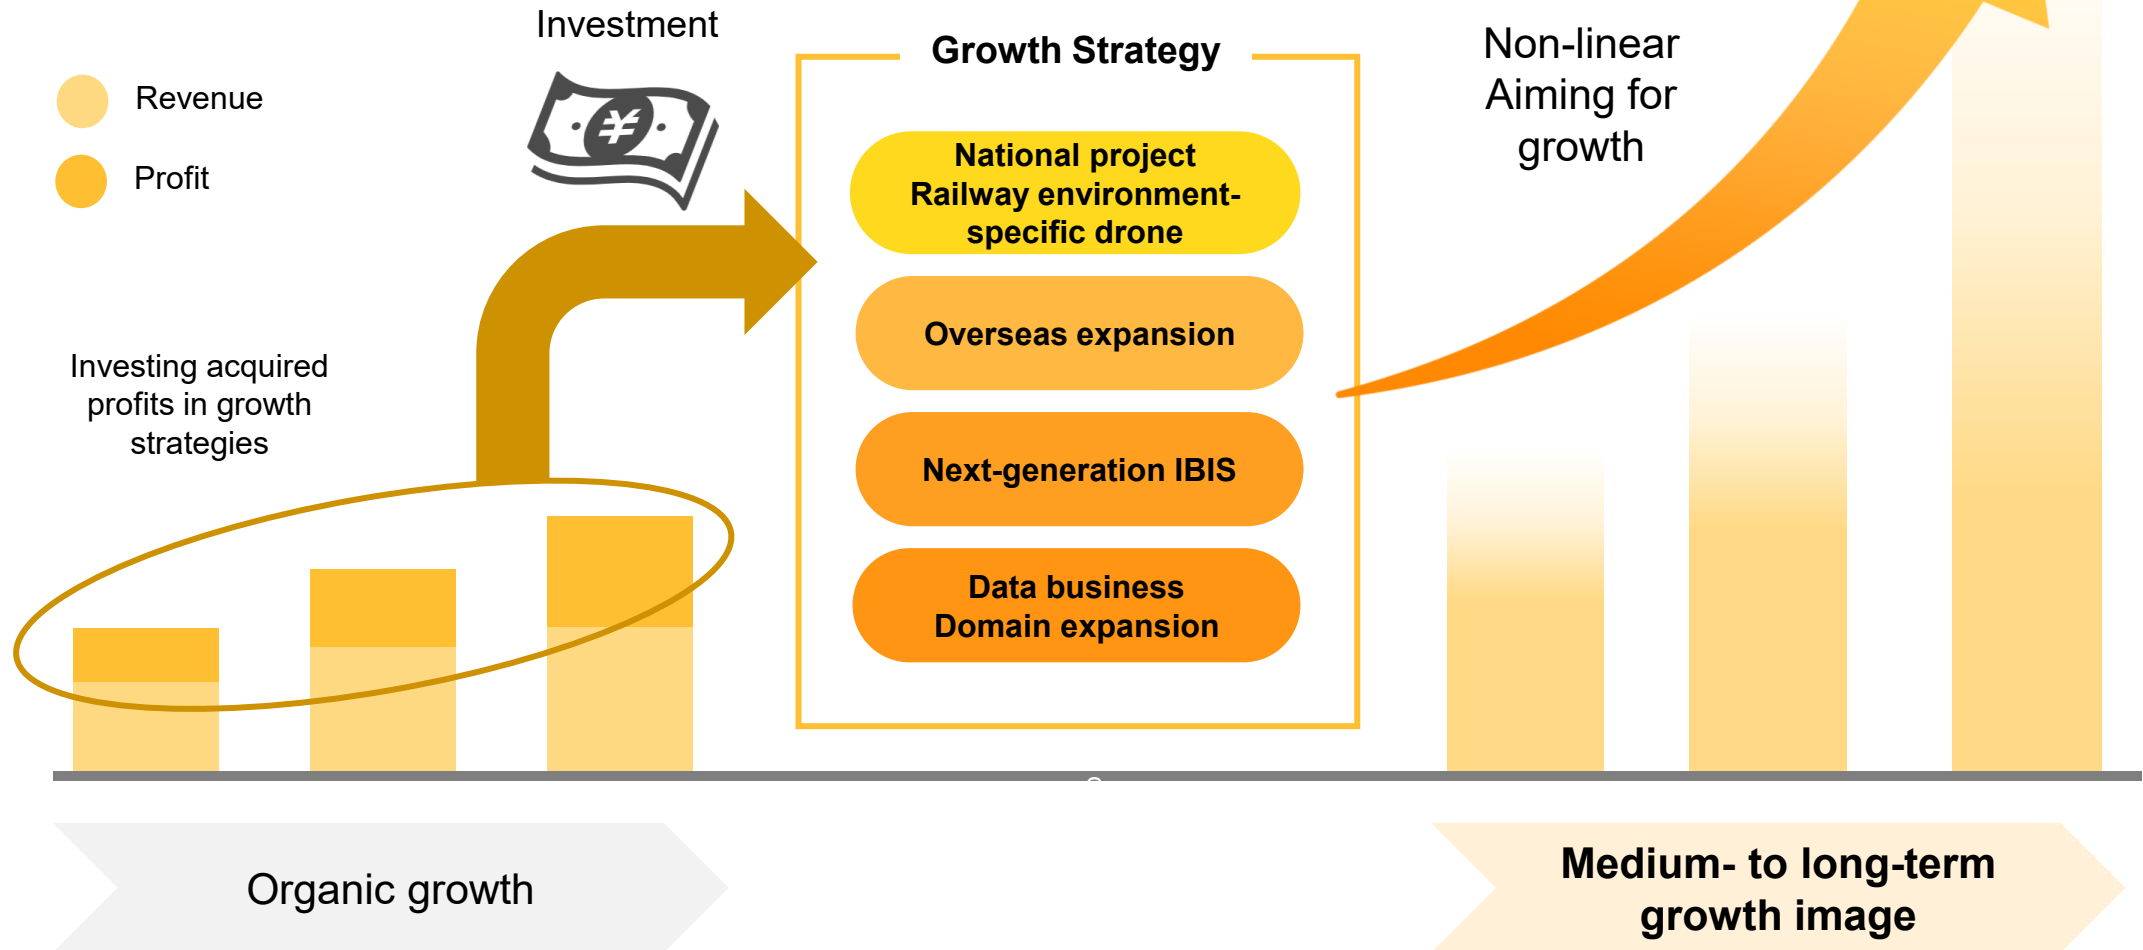 Investment
Revenue
Profit
Investing acquired
profits in growth
strategies
¥
Growth Strategy
National project
Railway environment-
specific drone
Overseas expansion
Next-generation IBIS
Data business
Domain expansion
Non-linear
Aiming for
growth
Organic growth
Medium- to long-term
growth image